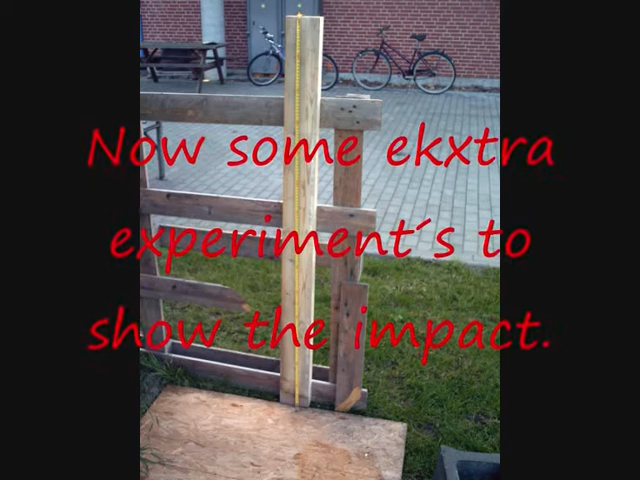 Now some ekxtra
experiment´s to
show the impact.